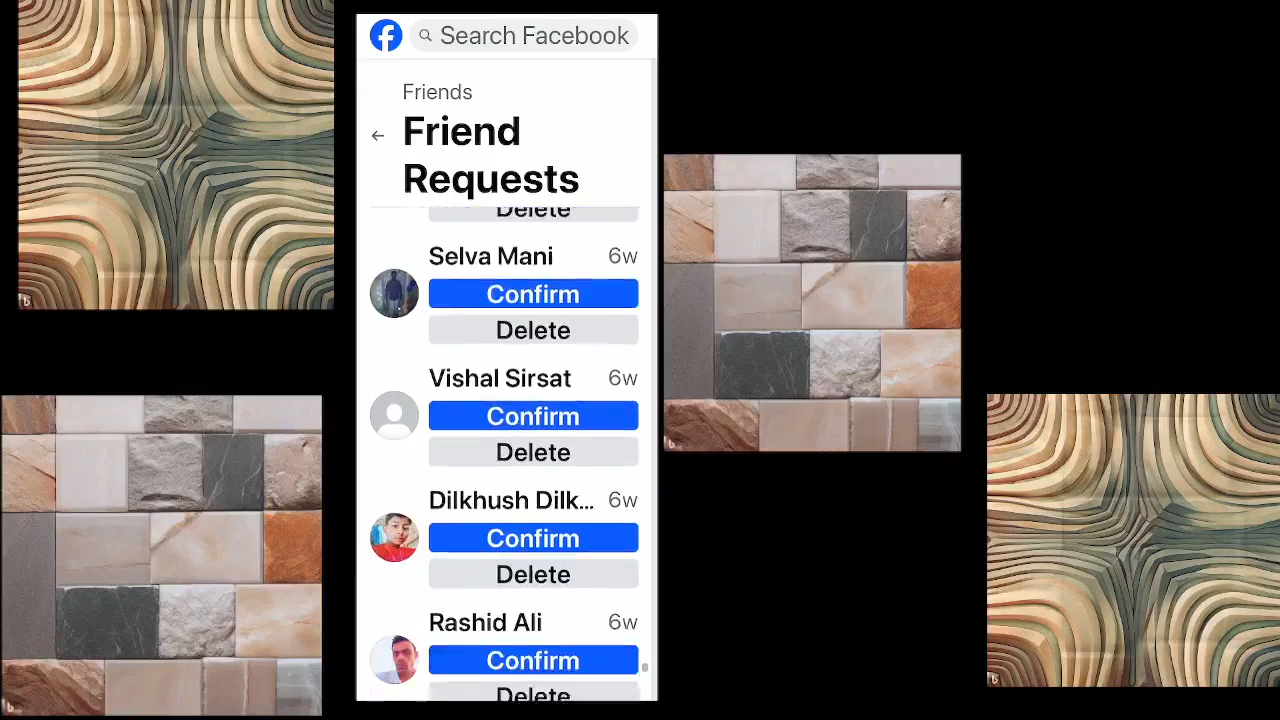 Search Facebook
Friends
Friend
Requests
Delete
Selva Mani 6w
Confirm
Delete
Vishal Sirsat 6w
Confirm
Delete
Dilkhush Dilk... 6w
Confirm
Delete
Rashid Ali 6w
Confirm
Delete